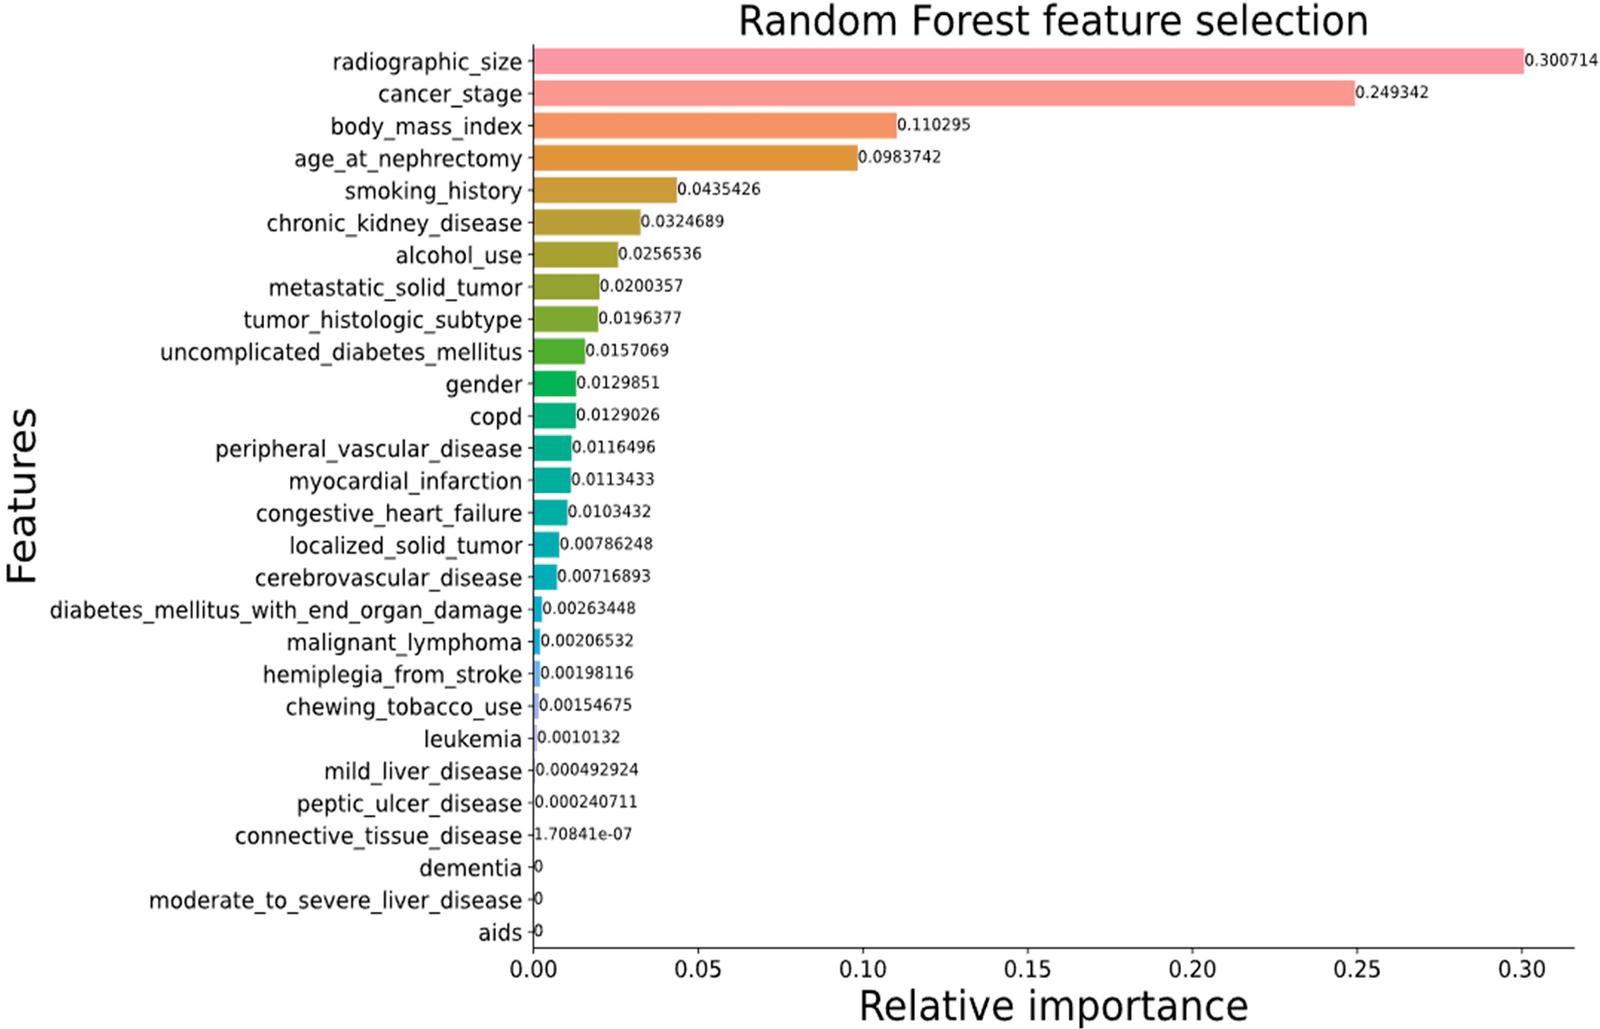 Random Forest feature selection
Features
radiographic_size 0.300714
cancer_stage 0.249342
body_mass_index 0.110295
age_at_nephrectomy 0.0983742
smoking_history 0.0435426
chronic_kidney_disease 0.0324689
alcohol_use 0.0256536
metastatic_solid_tumor 0.0200357
tumor_histologic_subtype 0.0196377
uncomplicated_diabetes_mellitus 0.0157069
gender 0.0129851
copd 0.0129026
peripheral_vascular_disease 0.0116496
myocardial_infarction 0.0113433
congestive_heart_failure 0.0103432
localized_solid_tumor 0.00786248
cerebrovascular_disease 0.00716893
diabetes_mellitus_with_end_organ_damage 0.00263448
malignant_lymphoma 0.00206532
hemiplegia_from_stroke 0.00198116
chewing_tobacco_use 0.00154675
leukemia 0.0010132
mild_liver_disease 0.000492924
peptic_ulcer_disease 0.000240711
connective_tissue_disease 1.70841e-07
dementia 0
moderate_to_severe_liver_disease 0
aids 0
0.00 0.05 0.10 0.15 0.20 0.25 0.30
Relative importance